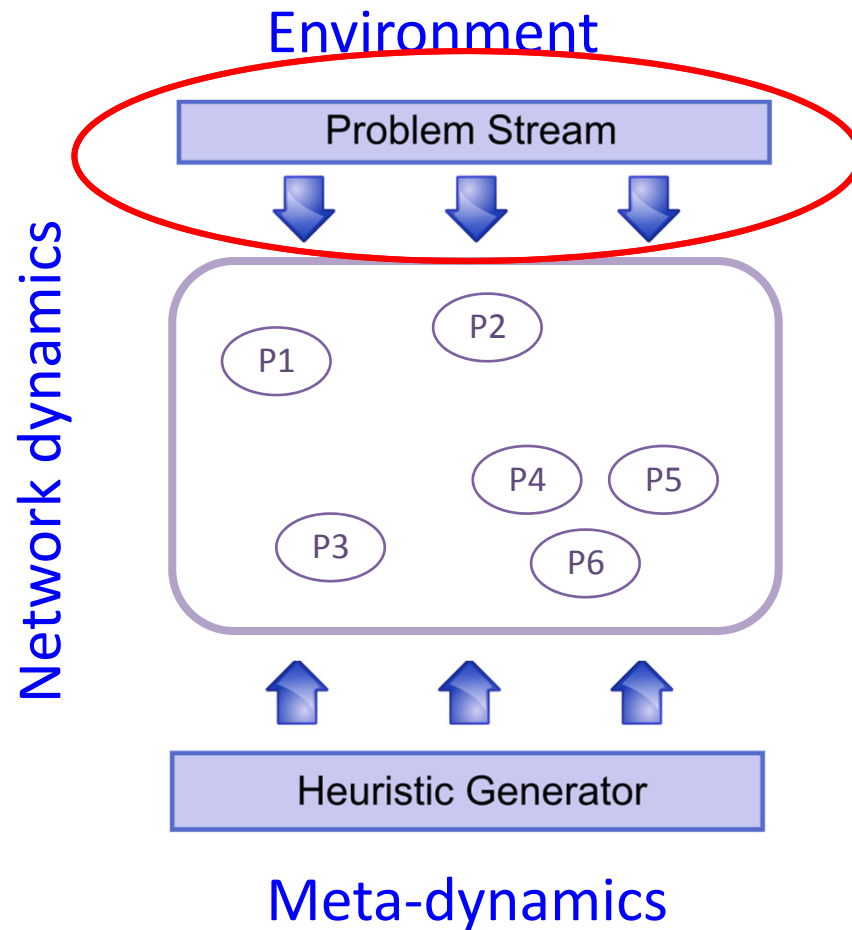 Environment
Problem Stream
Network dynamics
P2
P1
P4
P5
P3
P6
Heuristic Generator
Meta-dynamics